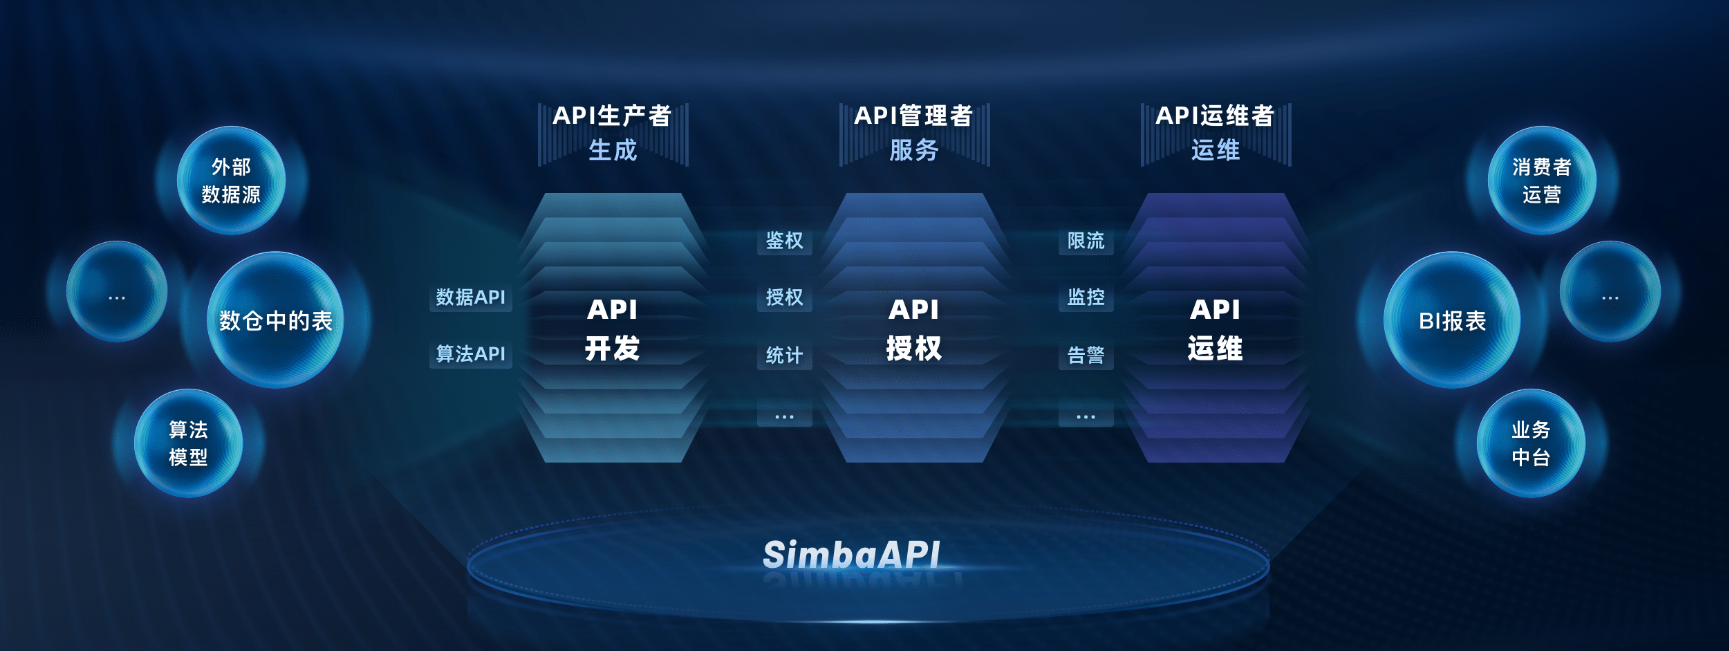 外部
数据源
...
数仓中的表
算法
模型
数据API
算法API
API生产者
生成
API
开发
鉴权
授权
统计
...
API管理者
服务
API
授权
限流
监控
告警
...
API运维者
运维
API
运维
消费者
运营
...
BI报表
业务
中台
SimbaAPI